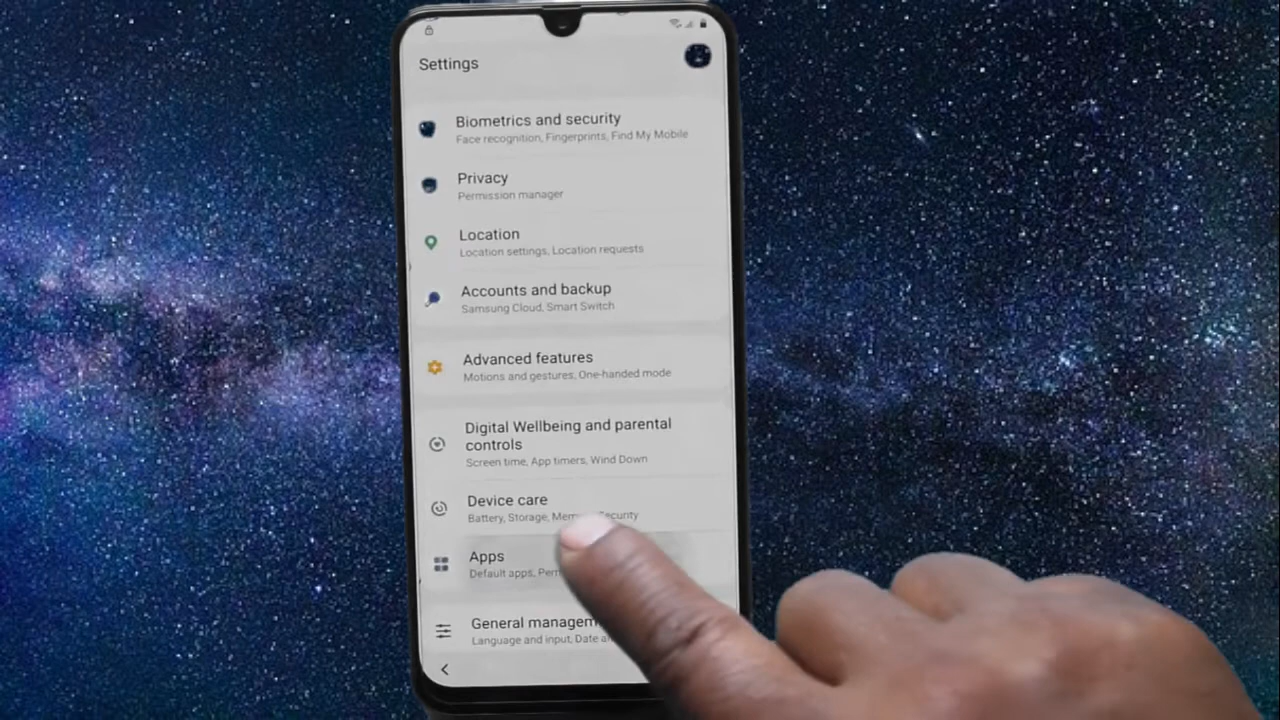 Settings
Biometrics and security
Face recognition, Fingerprints, Find My Mobile
Privacy
Permission manager
Location
Location settings, Location requests
Accounts and backup
Samsung Cloud, Smart Switch
Advanced features
Motions and gestures, One-handed mode
Digital Wellbeing and parental
controls
Screen time, App timers, Wind Down
Device care
Battery, Storage, Mem
Apps
Default apps, Per
General managem
Language and input, Date a